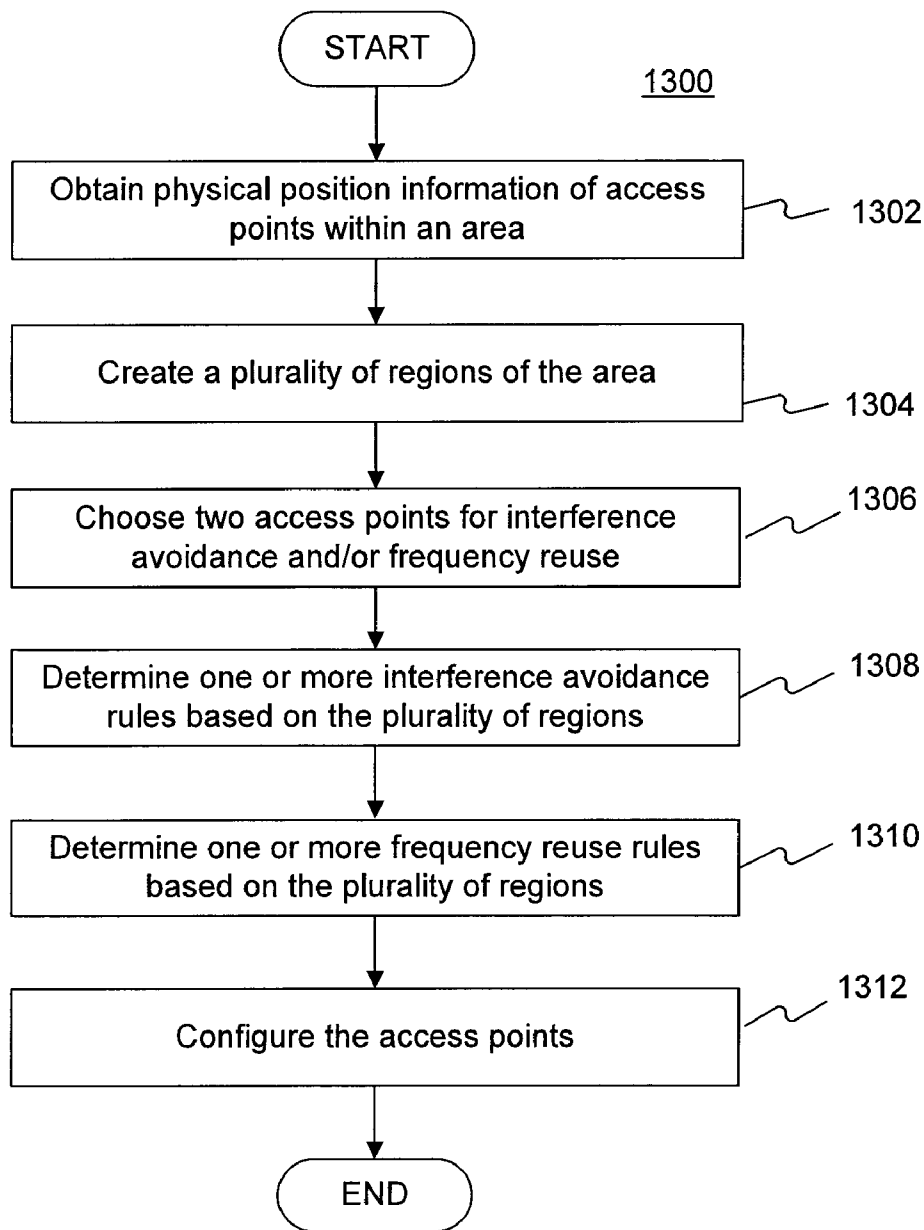 START
1300
Obtain physical position information of access
points within an area
1302
Create a plurality of regions of the area
1304
Choose two access points for interference
avoidance and/or frequency reuse
1306
Determine one or more interference avoidance
rules based on the plurality of regions
1308
Determine one or more frequency reuse rules
based on the plurality of regions
1310
Configure the access points
1312
END